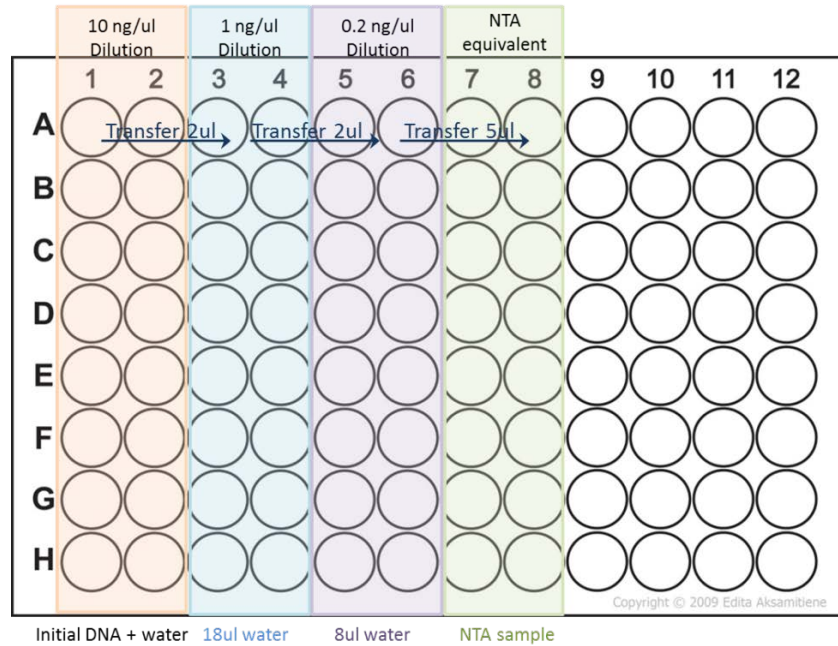 10 ng/ul
Dilution
1 ng/ul
Dilution
0.2 ng/ul
Dilution
NTA
equivalent
1 2 3 4 5 6 7 8 9 10 11 12
A
Transfer 2ul
Transfer 2ul
Transfer 5ul
B
C
D
E
F
G
H
Copyright © 2009 Edita Aksamitiene
Initial DNA + water 18ul water 8ul water NTA sample